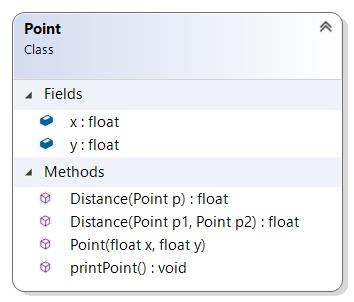 Point
Class
Fields
x : float
y : float
Methods
Distance(Point p) : float
Distance(Point p1, Point p2) : float
Point(float x, float y)
printPoint() : void